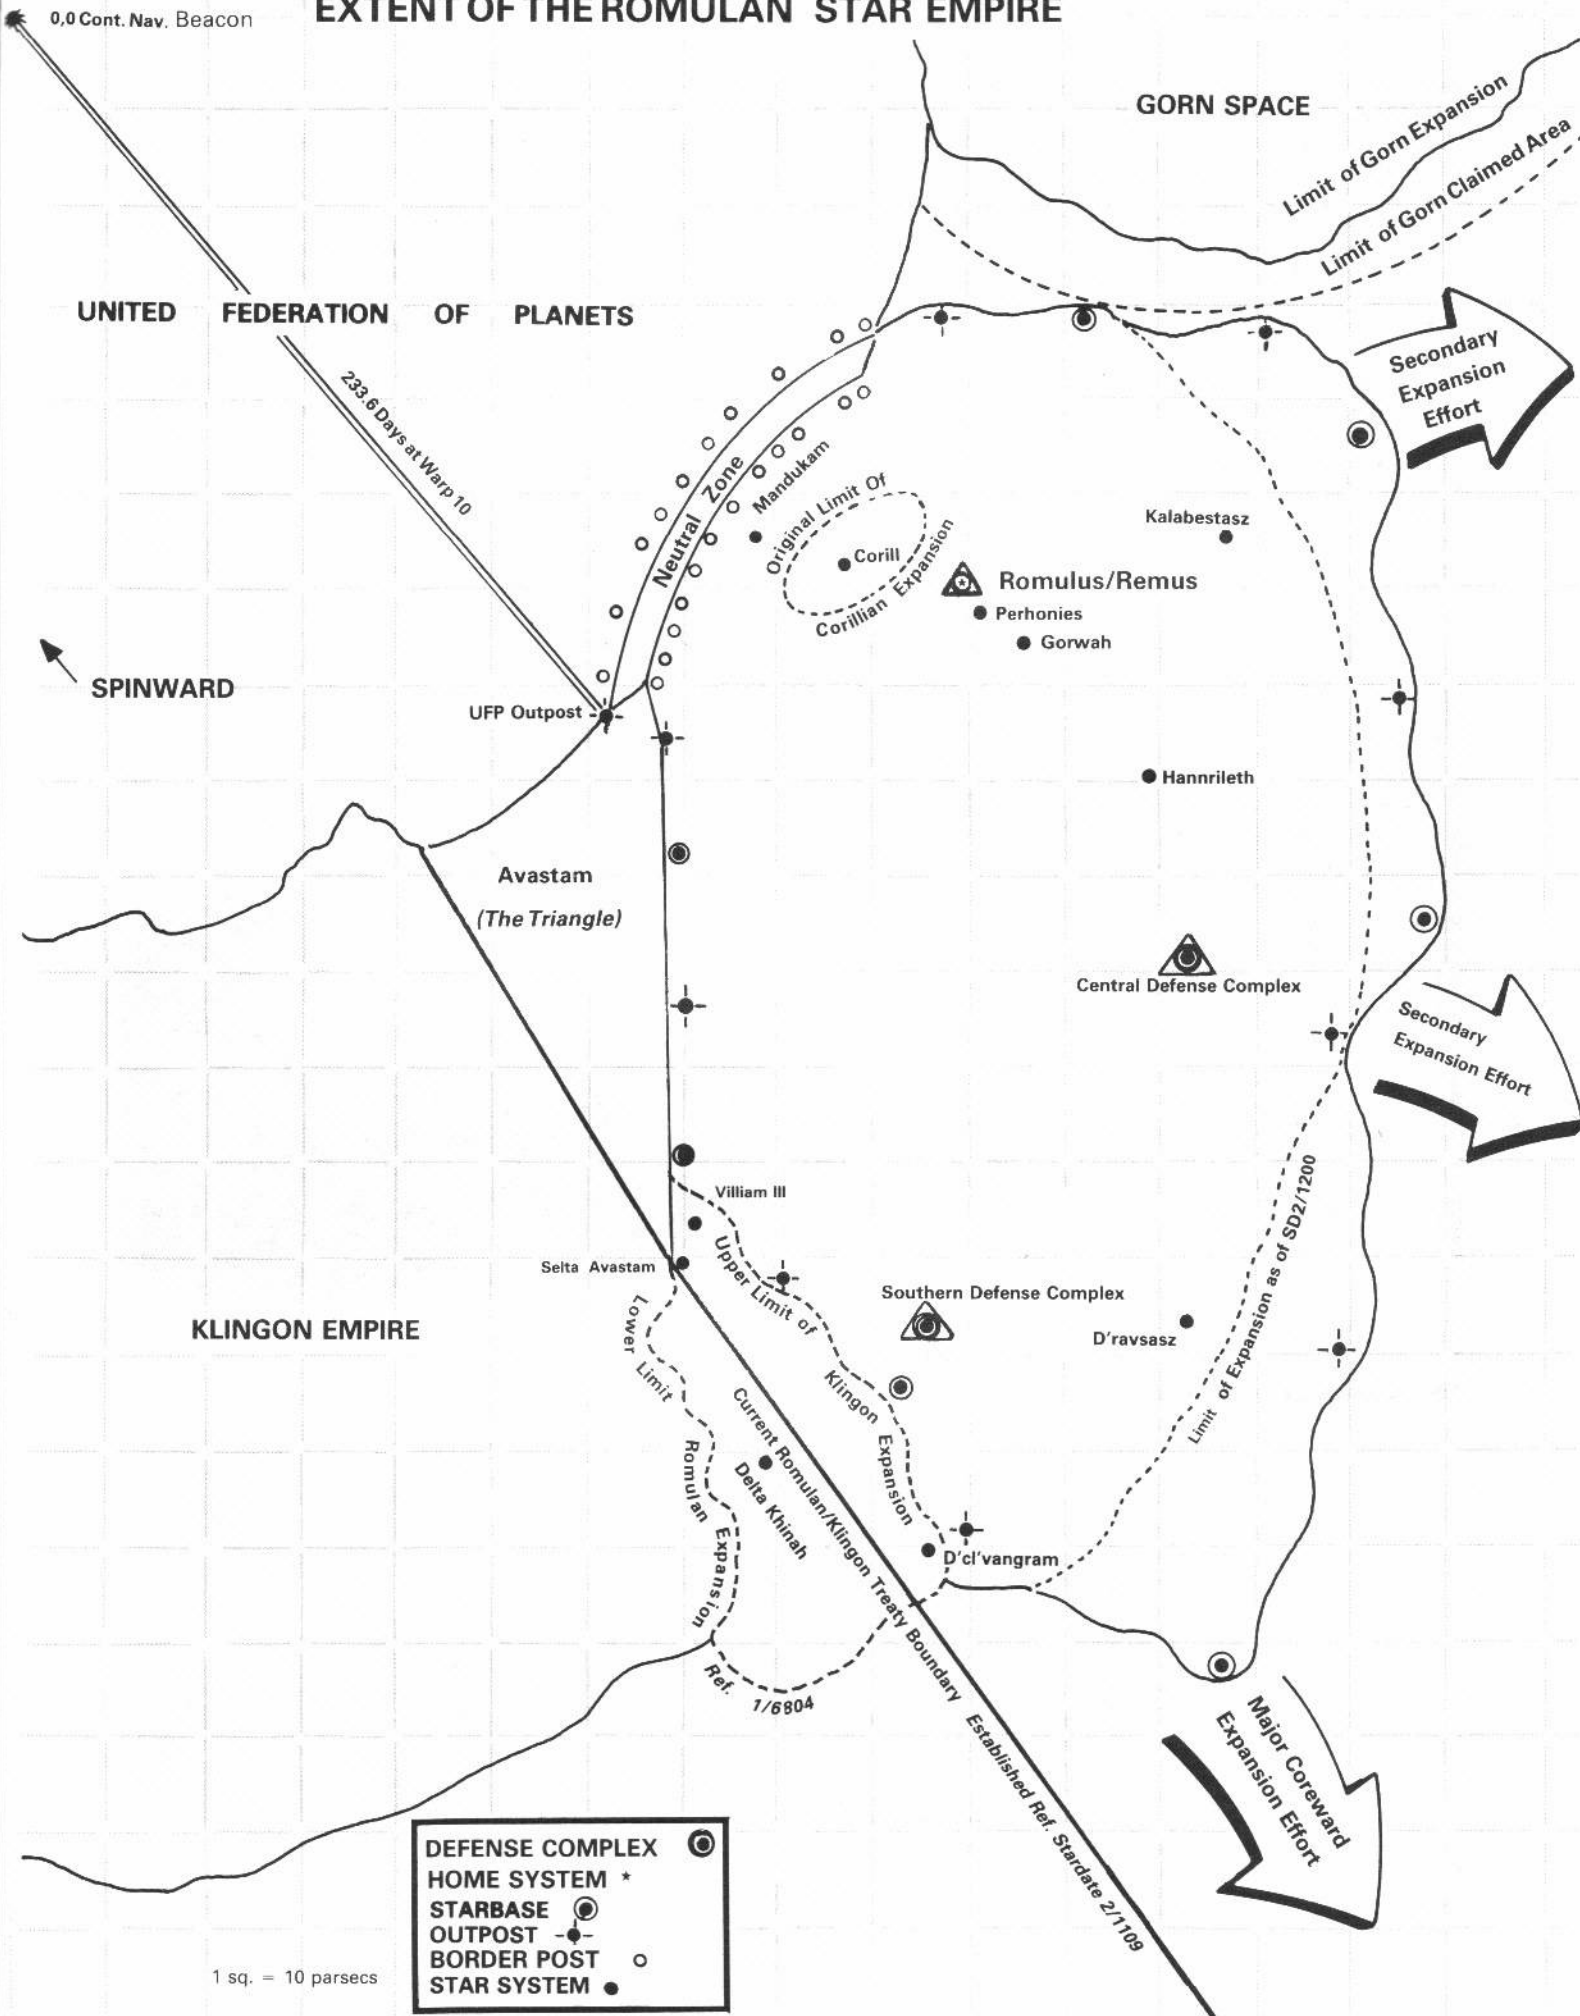 EXTENT OF THE ROMULAN STAR EMPIRE
0,0 Cont. Nav. Beacon
GORN SPACE
Limit of Gorn Expansion
Limit of Gorn Claimed Area
UNITED FEDERATION OF PLANETS
233.6 Days at Warp 10
Secondary
Expansion
Effort
Neutral Zone
Mandukam
Original Limit Of
Corillian Expansion
Corill
Kalabestasz
Romulus/Remus
Perhonies
Gorwah
SPINWARD
UFP Outpost
Hannrileth
Avastam
(The Triangle)
Central Defense Complex
Secondary
Expansion Effort
Villiam III
Selta Avastam
Upper Limit of Klingon Expansion
Lower Limit Romulan Expansion Ref. 1/6804
Southern Defense Complex
D'ravsasz
Limit of Expansion as of SD2/1200
KLINGON EMPIRE
Delta Khinah
Current Romulan/Klingon Treaty Boundary Established Ref. Stardate 2/1109
D'cl'vangram
Major Coreward
Expansion Effort
DEFENSE COMPLEX
HOME SYSTEM
STARBASE
OUTPOST
BORDER POST
STAR SYSTEM
1 sq. = 10 parsecs